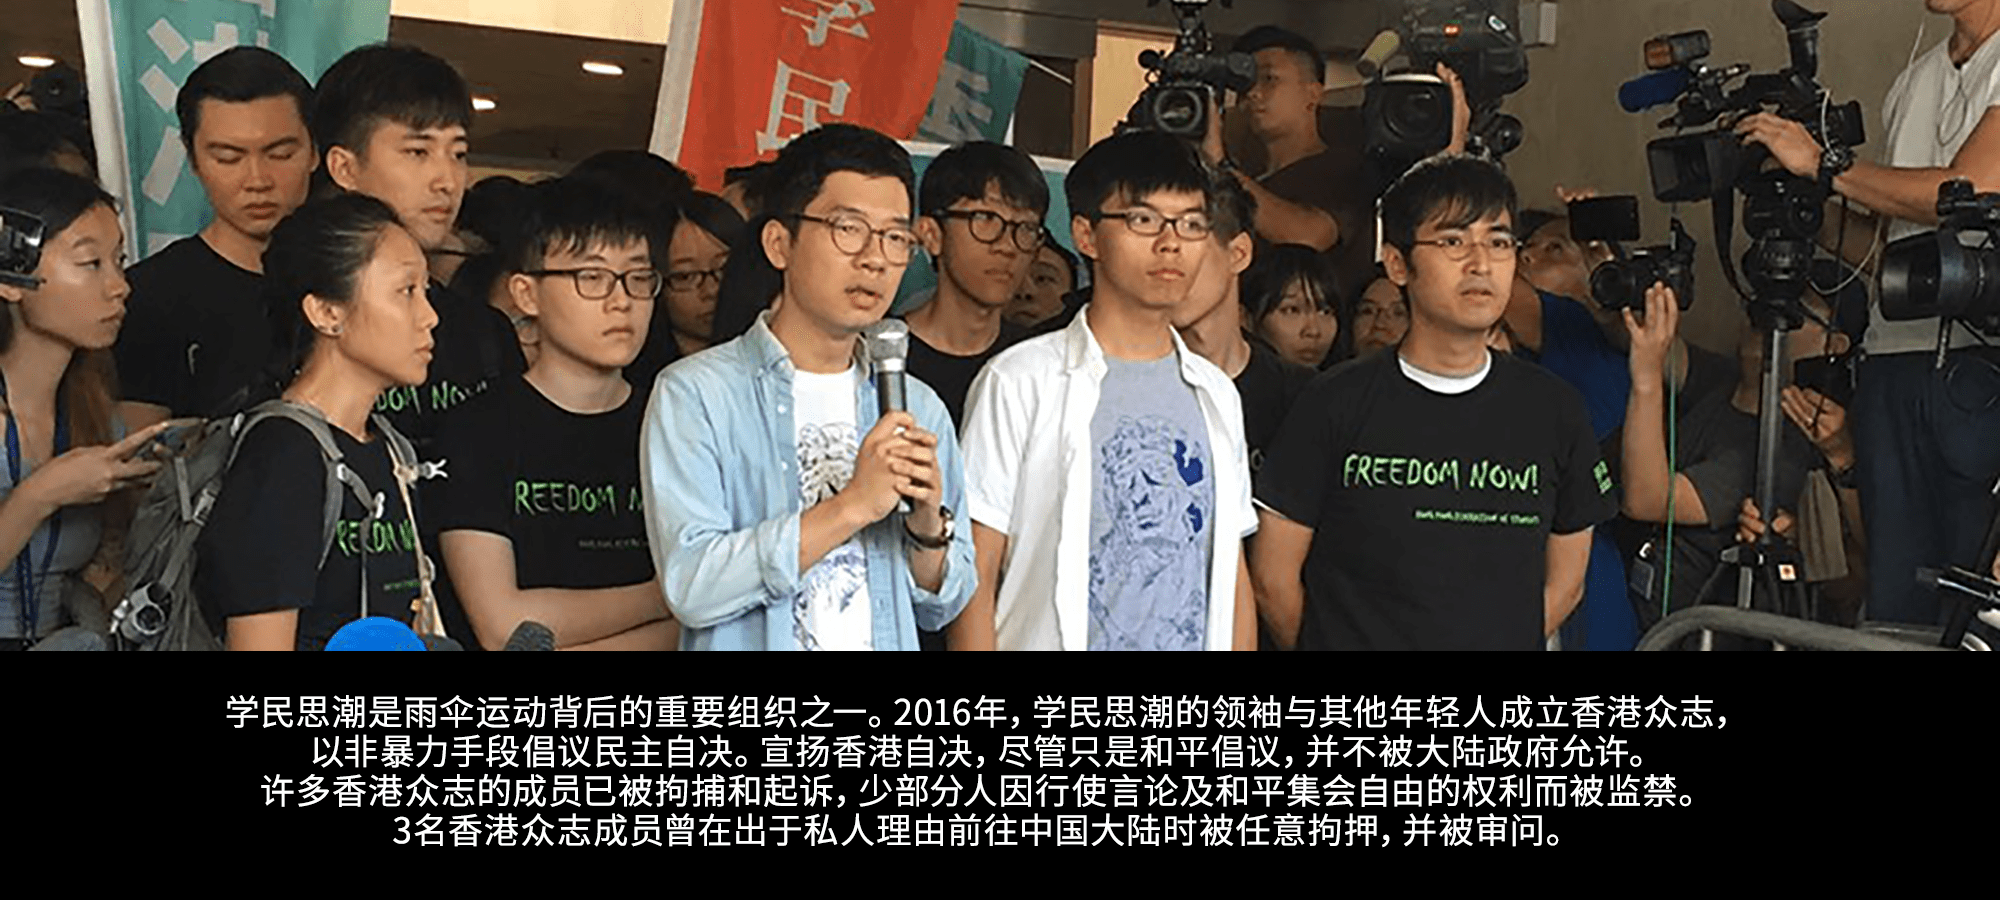 学民
REEDOM N
FREEDOM NOW!
DOM NOW
学民思潮是雨伞运动背后的重要组织之一。2016年，学民思潮的领袖与其他年轻人成立香港众志，
以非暴力手段倡议民主自决。宣扬香港自决，尽管只是和平倡议，并不被大陆政府允许。
许多香港众志的成员已被拘捕和起诉，少部分人因行使言论及和平集会自由的权利而被监禁。
3名香港众志成员曾在出于私人理由前往中国大陆时被任意拘押，并被审问。